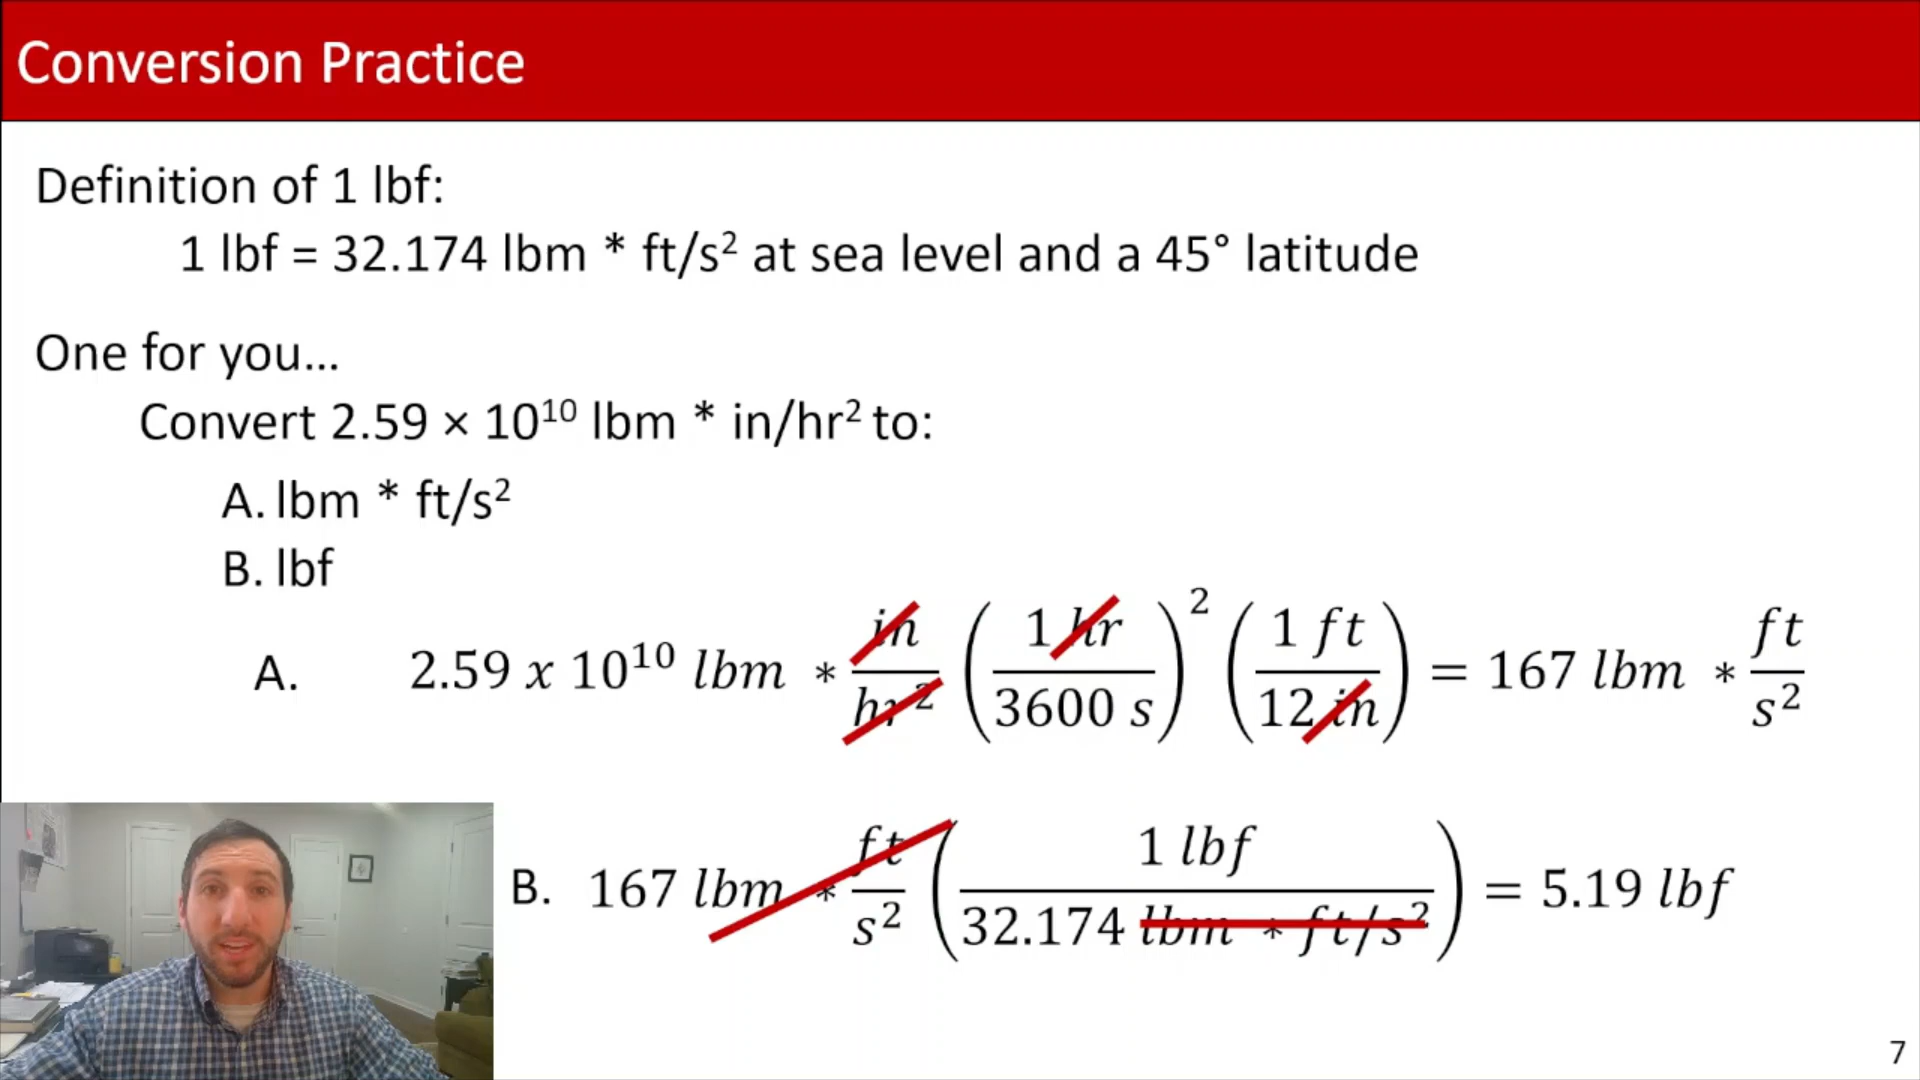 Conversion Practice
Definition of 1 lbf:
1 lbf = 32.174 lbm * ft/s² at sea level and a 45° latitude
One for you...
Convert 2.59 × 10¹⁰ lbm * in/hr² to:
A. lbm * ft/s²
B. lbf
A. 2.59 x 10¹⁰ lbm * in/hr² (1 hr/3600 s)² (1 ft/12 in) = 167 lbm * ft/s²
B. 167 lbm * ft/s² (1 lbf/32.174 lbm * ft/s²) = 5.19 lbf
7